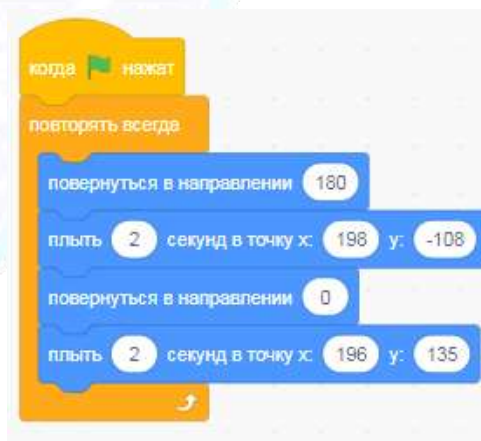 когда нажат
повторять всегда
повернуться в направлении 180
плыть 2 секунд в точку x: 198 y: -108
повернуться в направлении 0
плыть 2 секунд в точку x: 196 y: 135